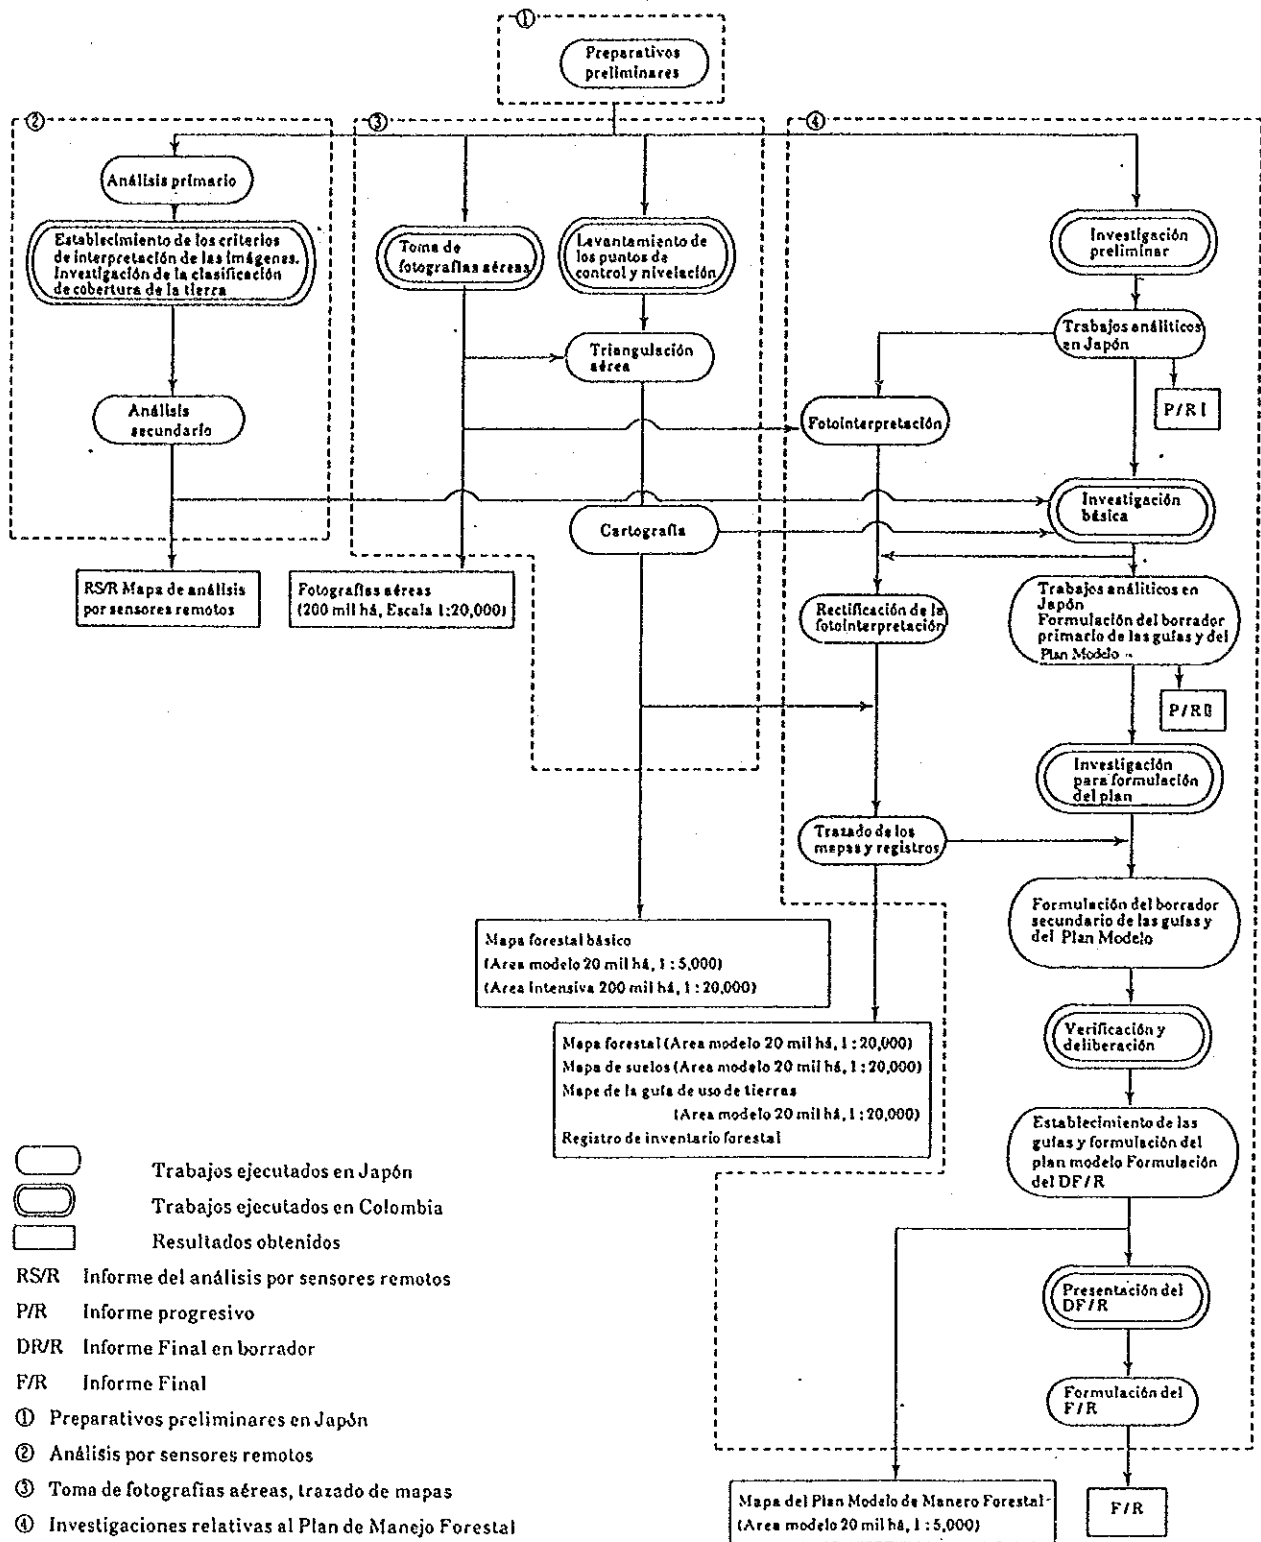 ①
Preparativos
preliminares
②
③
④
Análisis primario
Establecimiento de los criterios
de interpretación de las imágenes.
Investigación de la clasificación
de cobertura de la tierra
Toma de
fotografías aéreas
Levantamiento de
los puntos de
control y nivelación
Investigación
preliminar
Triangulación
aérea
Trabajos análiticos
en Japón
P/R I
Análisis
secundario
Fotointerpretación
Investigación
básica
Cartografía
RS/R Mapa de análisis
por sensores remotos
Fotografías aéreas
(200 mil há, Escala 1:20,000)
Rectificación de la
fotointerpretación
Trabajos análiticos en
Japón
Formulación del borrador
primario de las guías y del
Plan Modelo
P/R II
Investigación
para formulación
del plan
Trazado de los
mapas y registros
Formulación del borrador
secundario de las guías y
del Plan Modelo
Mapa forestal básico
(Area modelo 20 mil há, 1 : 5,000)
(Area intensiva 200 mil há, 1 : 20,000)
Verificación y
deliberación
Mapa forestal (Area modelo 20 mil há, 1 : 20,000)
Mapa de suelos (Area modelo 20 mil há, 1 : 20,000)
Mape de la guía de uso de tierras
(Area modelo 20 mil há, 1 : 20,000)
Registro de inventario forestal
Establecimiento de las
guías y formulación del
plan modelo Formulación
del DF/R
Presentación del
DF/R
Formulación del
F/R
Mapa del Plan Modelo de Manero Forestal
(Area modelo 20 mil há, 1 : 5,000)
F/R
Trabajos ejecutados en Japón
Trabajos ejecutados en Colombia
Resultados obtenidos
RS/R Informe del análisis por sensores remotos
P/R Informe progresivo
DR/R Informe Final en borrador
F/R Informe Final
① Preparativos preliminares en Japón
② Análisis por sensores remotos
③ Toma de fotografías aéreas, trazado de mapas
④ Investigaciones relativas al Plan de Manejo Forestal